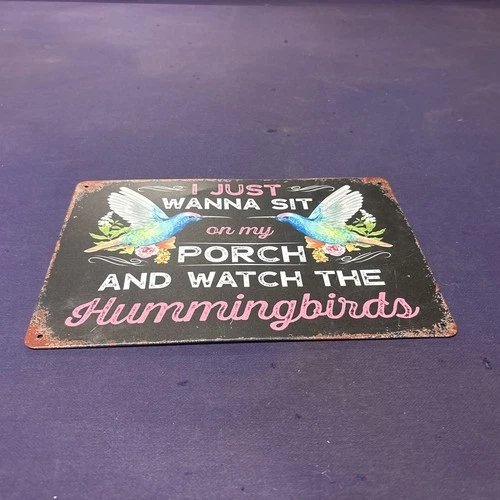 I JUST
WANNA SIT
on my
PORCH
AND WATCH THE
Hummingbirds